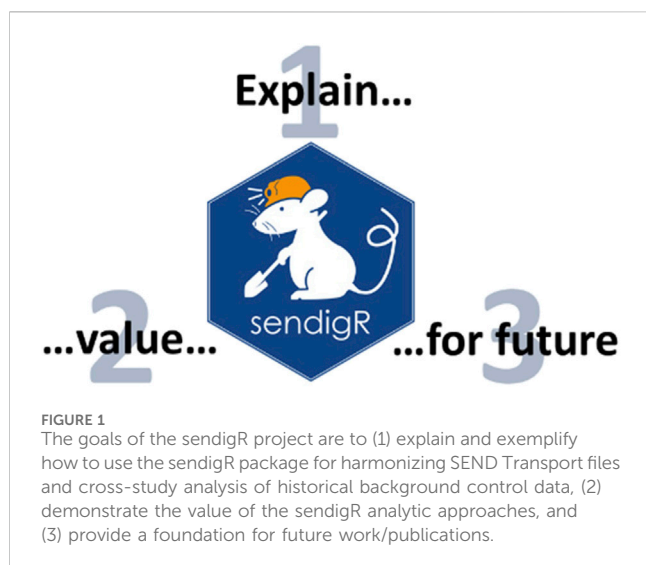 1
Explain...
sendigR
2
...value...
3
...for future
FIGURE 1
The goals of the sendigR project are to (1) explain and exemplify
how to use the sendigR package for harmonizing SEND Transport files
and cross-study analysis of historical background control data, (2)
demonstrate the value of the sendigR analytic approaches, and
(3) provide a foundation for future work/publications.